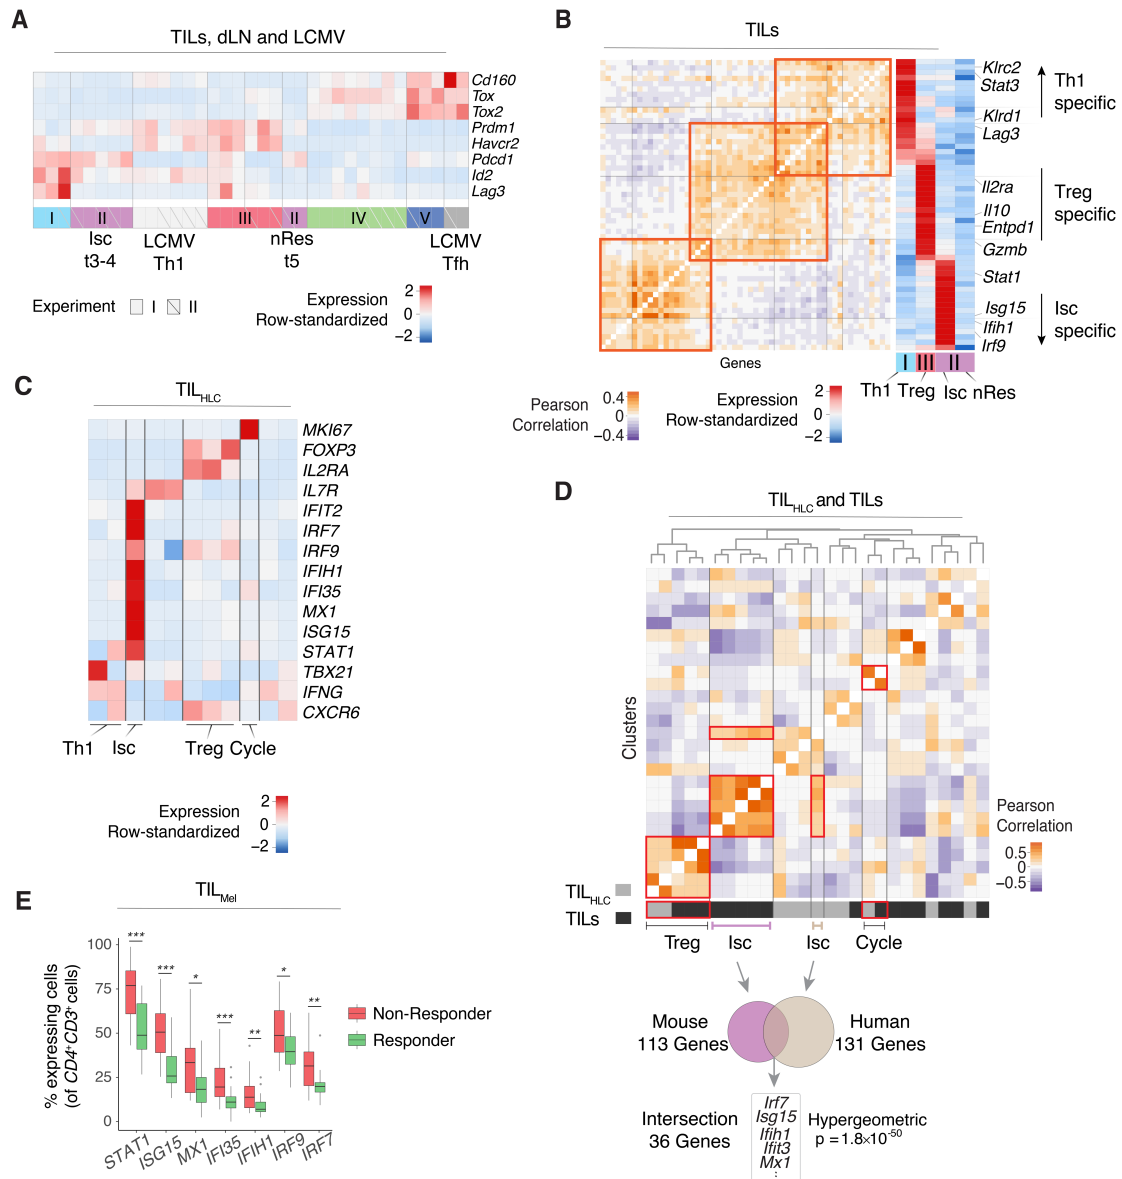 A
TILs, dLN and LCMV
Cd160
Tox
Tox2
Prdm1
Havcr2
Pdcd1
Id2
Lag3
I II III II IV V
Isc
t3-4
LCMV
Th1
nRes
t5
LCMV
Tfh
Experiment I II
Expression
Row-standardized
2
0
−2
B
TILs
Klrc2
Stat3
Klrd1
Lag3
Il2ra
Il10
Entpd1
Gzmb
Stat1
Isg15
Ifih1
Irf9
Th1
specific
Treg
specific
Isc
specific
Genes
I III II
Th1 Treg Isc nRes
Pearson
Correlation
0.4
0
−0.4
Expression
Row-standardized
2
0
−2
C
TILHLC
MKI67
FOXP3
IL2RA
IL7R
IFIT2
IRF7
IRF9
IFIH1
IFI35
MX1
ISG15
STAT1
TBX21
IFNG
CXCR6
Th1 Isc Treg Cycle
Expression
Row-standardized
2
0
−2
D
TILHLC and TILs
Clusters
Pearson
Correlation
0.5
0
−0.5
TILHLC
TILs
Treg Isc Isc Cycle
Mouse
113 Genes
Human
131 Genes
Intersection
36 Genes
Irf7
Isg15
Ifih1
Ifit3
Mx1
⋮
Hypergeometric
p = 1.8×10-50
E
TILMel
% expressing cells
(of CD4+CD3+ cells)
100
75
50
25
0
***
***
*
***
**
*
**
STAT1
ISG15
MX1
IFI35
IFIH1
IRF9
IRF7
Non-Responder
Responder